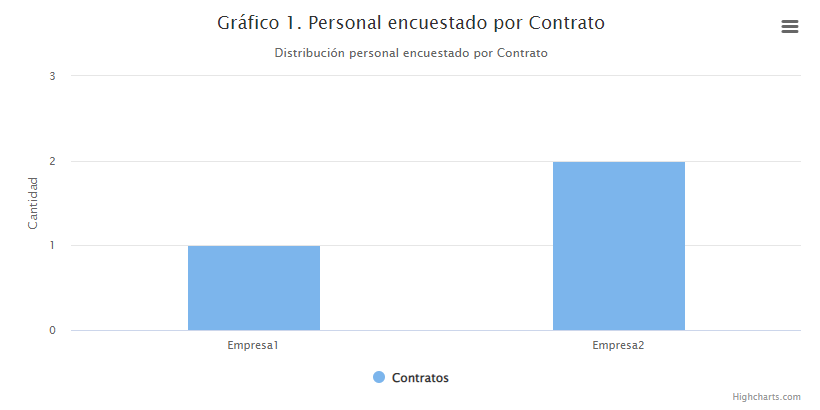 Gráfico 1. Personal encuestado por Contrato
Distribución personal encuestado por Contrato
3
2
1
0
Cantidad
Empresa1
Empresa2
Contratos
Highcharts.com